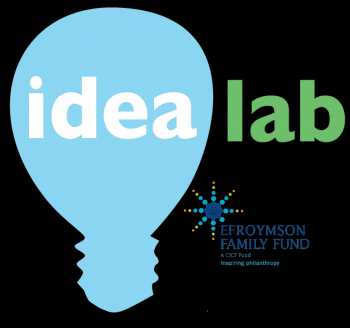 idea lab
EFROYMSON
FAMILY FUND
A CICF Fund
Inspiring philanthropy